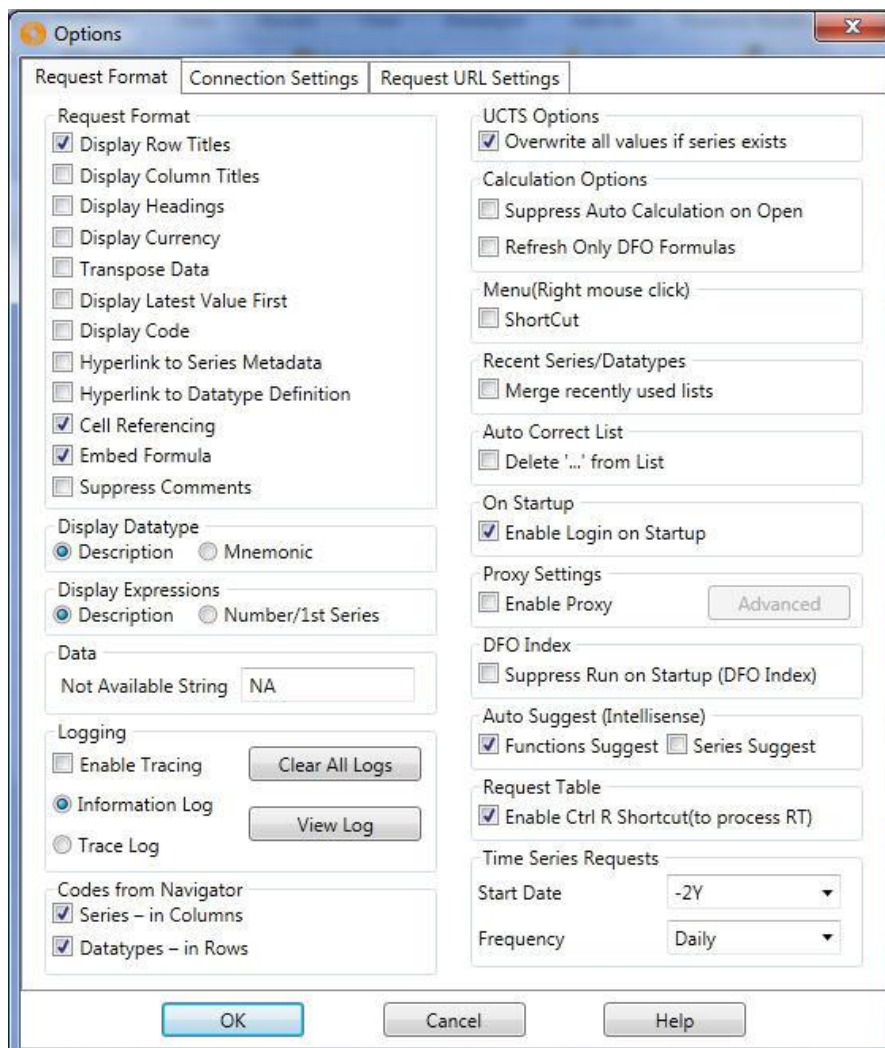 Options
Request Format
Connection Settings
Request URL Settings
Request Format
Display Row Titles
Display Column Titles
Display Headings
Display Currency
Transpose Data
Display Latest Value First
Display Code
Hyperlink to Series Metadata
Hyperlink to Datatype Definition
Cell Referencing
Embed Formula
Suppress Comments
Display Datatype
Description Mnemonic
Display Expressions
Description Number/1st Series
Data
Not Available String NA
Logging
Enable Tracing Clear All Logs
Information Log
View Log
Trace Log
Codes from Navigator
Series – in Columns
Datatypes – in Rows
UCTS Options
Overwrite all values if series exists
Calculation Options
Suppress Auto Calculation on Open
Refresh Only DFO Formulas
Menu(Right mouse click)
ShortCut
Recent Series/Datatypes
Merge recently used lists
Auto Correct List
Delete '...' from List
On Startup
Enable Login on Startup
Proxy Settings
Enable Proxy Advanced
DFO Index
Suppress Run on Startup (DFO Index)
Auto Suggest (Intellisense)
Functions Suggest Series Suggest
Request Table
Enable Ctrl R Shortcut(to process RT)
Time Series Requests
Start Date -2Y
Frequency Daily
OK Cancel Help